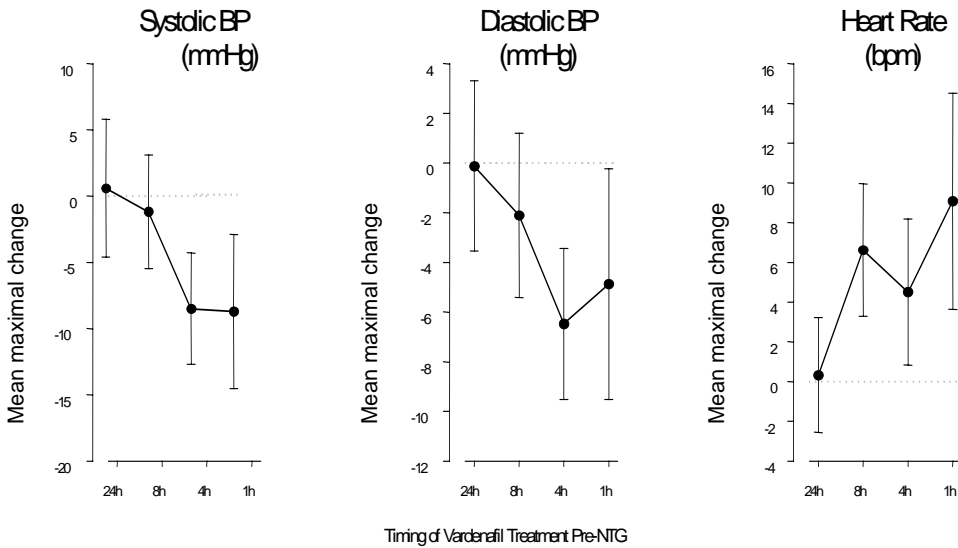 Systolic BP
(mmHg)
Mean maximal change
10
5
0
-5
-10
-15
-20
24h 8h 4h 1h
Diastolic BP
(mmHg)
Mean maximal change
4
2
0
-2
-4
-6
-8
-10
-12
24h 8h 4h 1h
Heart Rate
(bpm)
Mean maximal change
16
14
12
10
8
6
4
2
0
-2
-4
24h 8h 4h 1h
Timing of Vardenafil Treatment Pre-NTG